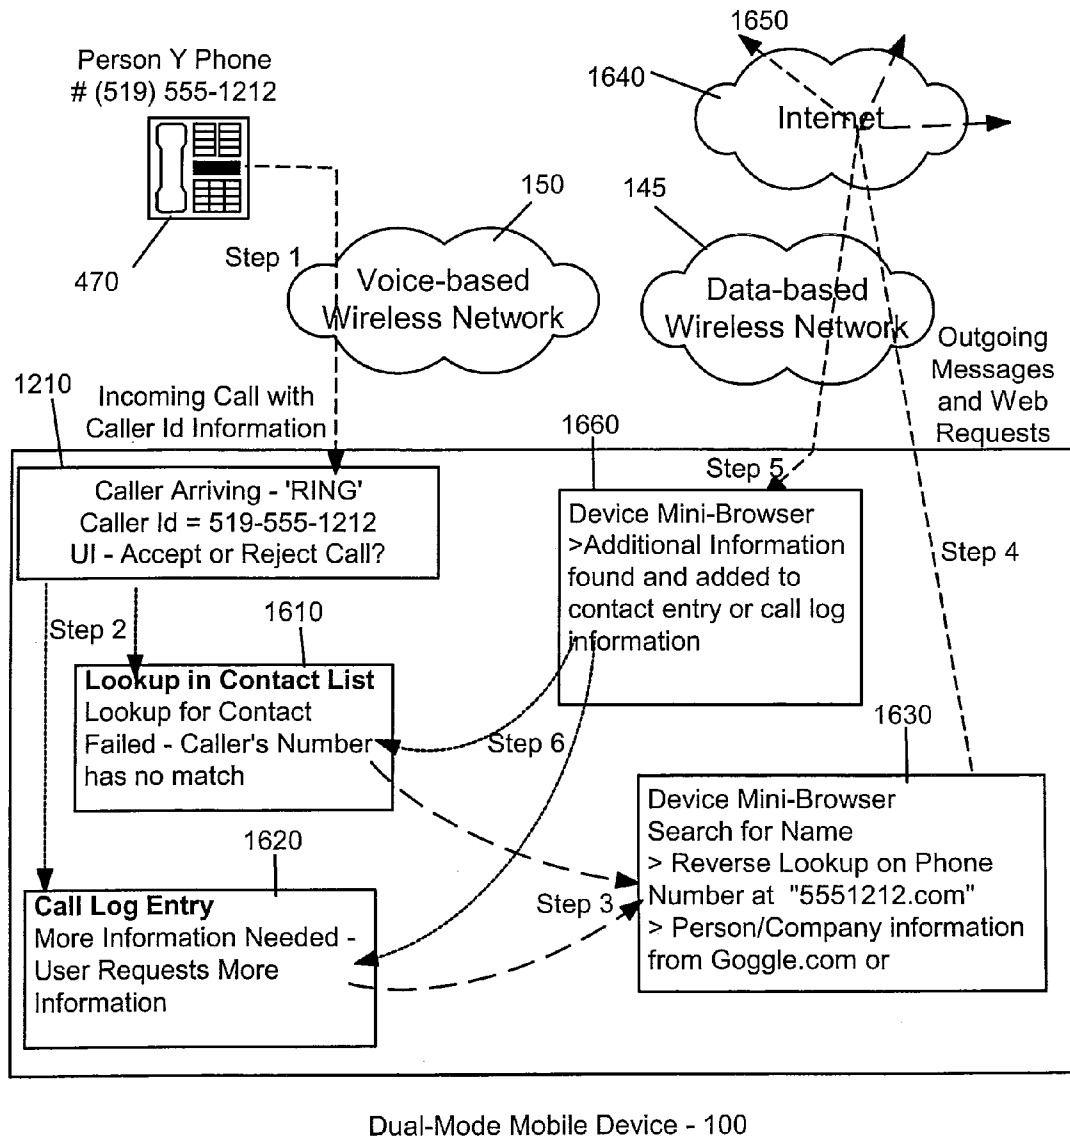 1650
Person Y Phone
# (519) 555-1212
1640
Internet
470
Step 1
150
145
Voice-based
Wireless Network
Data-based
Wireless Network
Outgoing
Messages
and Web
Requests
1210
Incoming Call with
Caller Id Information
1660
Caller Arriving - 'RING'
Caller Id = 519-555-1212
UI - Accept or Reject Call?
Step 5
Device Mini-Browser
>Additional Information
found and added to
contact entry or call log
information
Step 4
Step 2
1610
Lookup in Contact List
Lookup for Contact
Failed - Caller's Number
has no match
Step 6
1630
Device Mini-Browser
Search for Name
> Reverse Lookup on Phone
Number at "5551212.com"
> Person/Company information
from Goggle.com or
1620
Step 3
Call Log Entry
More Information Needed -
User Requests More
Information
Dual-Mode Mobile Device - 100